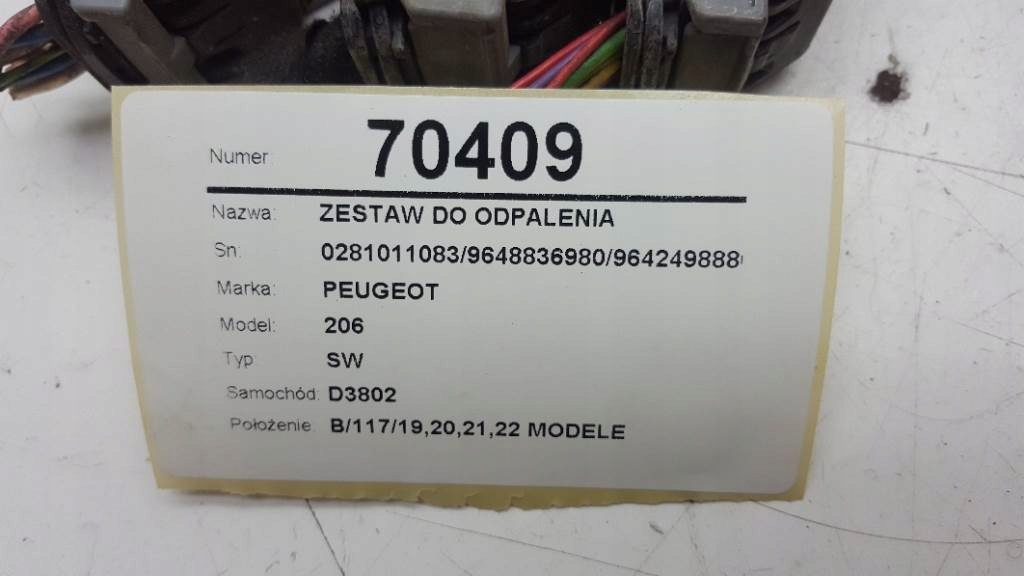 Numer: 70409
Nazwa: ZESTAW DO ODPALENIA
Sn: 0281011083/9648836980/964249888
Marka: PEUGEOT
Model: 206
Typ: SW
Samochód: D3802
Położenie: B/117/19,20,21,22 MODELE